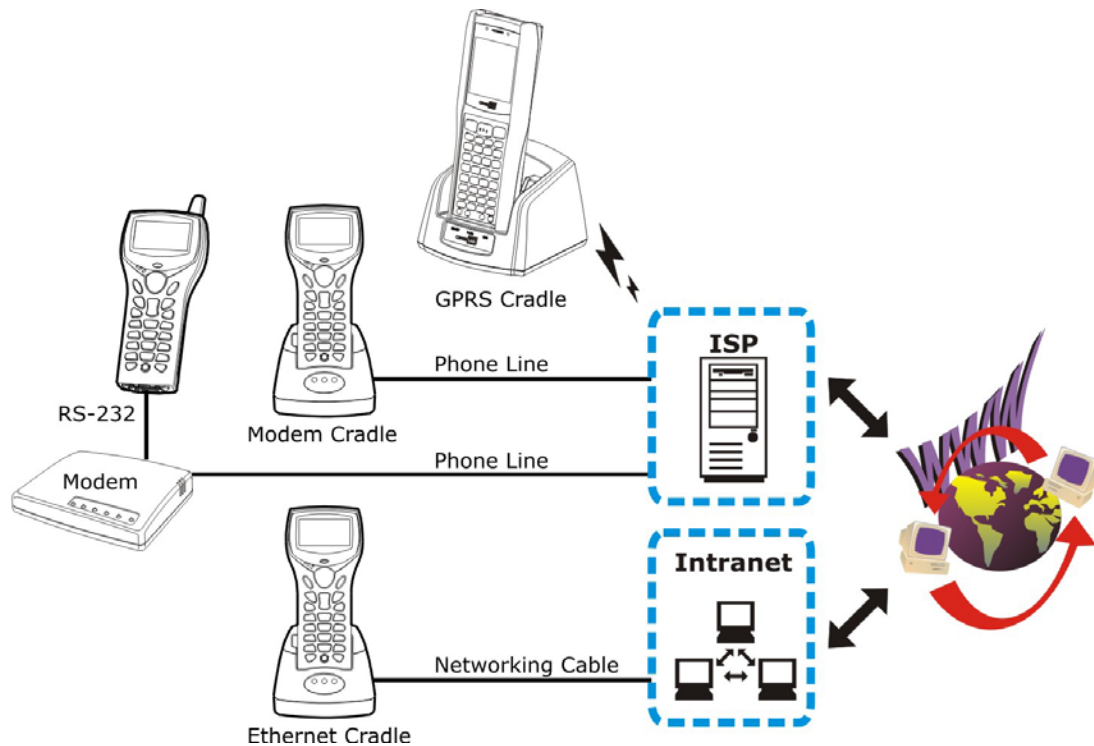 GPRS Cradle
ISP
Phone Line
RS-232
Modem Cradle
WWW
Phone Line
Modem
Intranet
Networking Cable
Ethernet Cradle